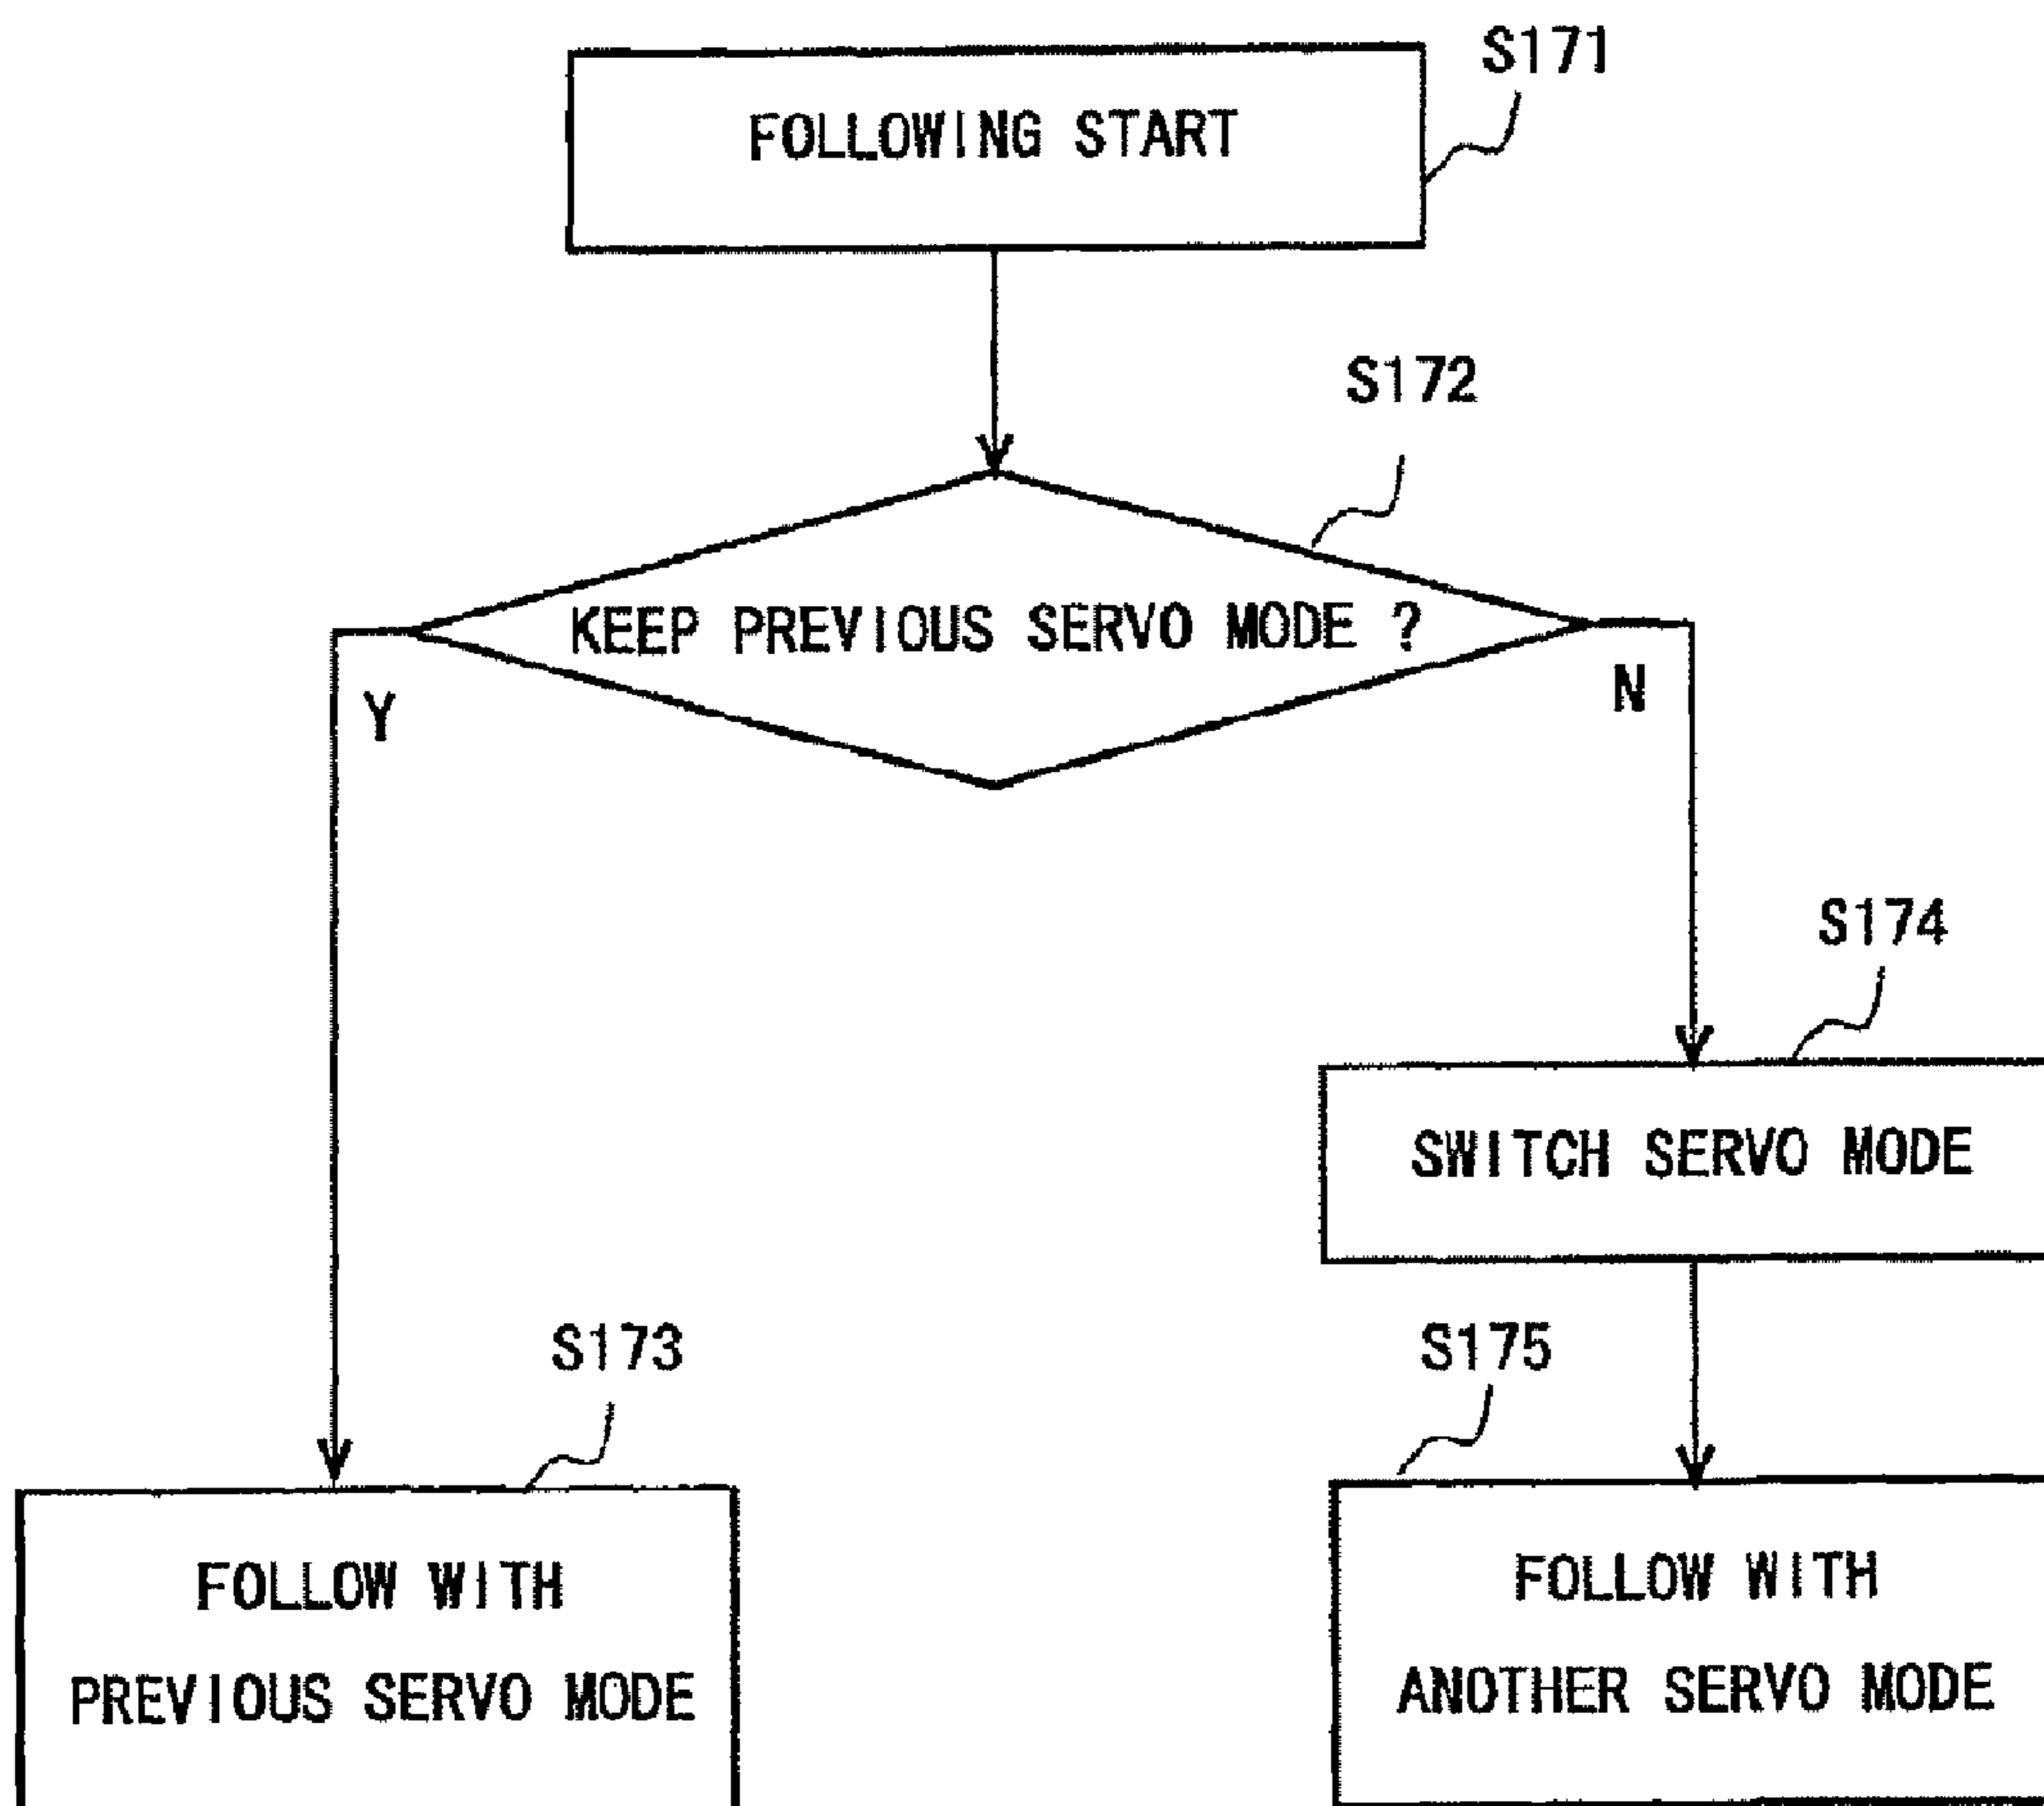 S171
FOLLOWING START
S172
KEEP PREVIOUS SERVO MODE ?
Y
N
S174
SWITCH SERVO MODE
S173
S175
FOLLOW WITH
PREVIOUS SERVO MODE
FOLLOW WITH
ANOTHER SERVO MODE